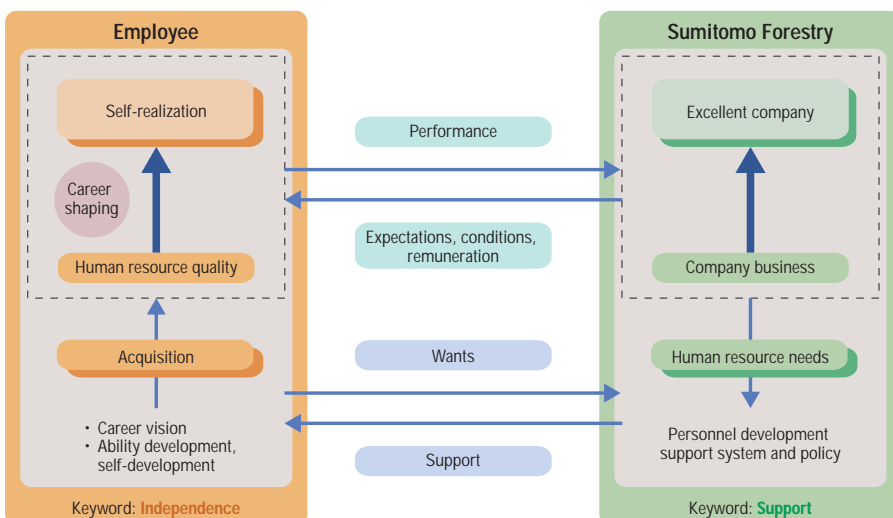 Employee
Self-realization
Career
shaping
Human resource quality
Acquisition
・ Career vision
・ Ability development,
self-development
Keyword: Independence
Performance
Expectations, conditions,
remuneration
Wants
Support
Sumitomo Forestry
Excellent company
Company business
Human resource needs
Personnel development
support system and policy
Keyword: Support